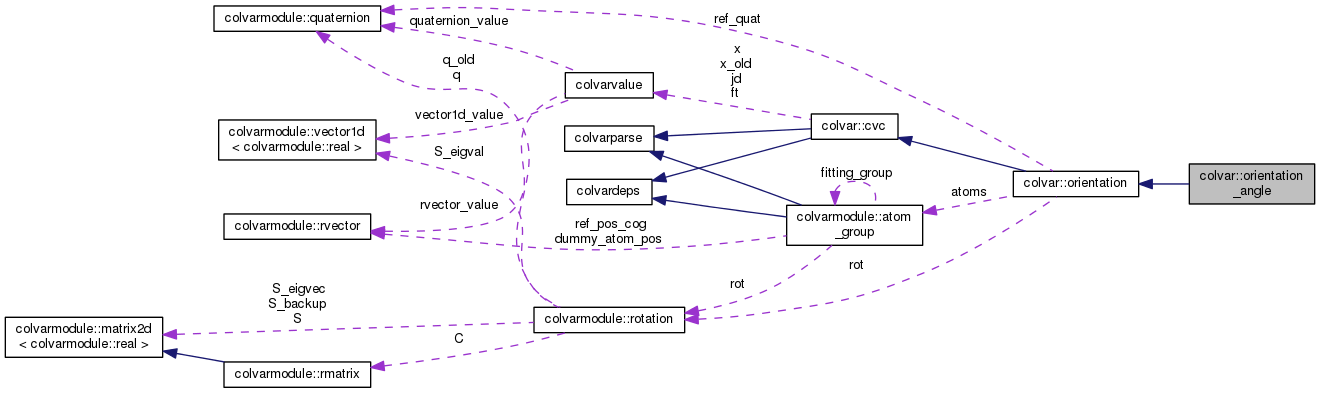 colvarmodule::quaternion
quaternion_value
ref_quat
q_old
q
x
x_old
jd
ft
colvarvalue
vector1d_value
colvar::cvc
colvarmodule::vector1d
< colvarmodule::real >
colvarparse
S_eigval
fitting_group
colvar::orientation
_angle
colvardeps
colvar::orientation
atoms
rvector_value
colvarmodule::atom
_group
colvarmodule::rvector
ref_pos_cog
dummy_atom_pos
rot
rot
S_eigvec
S_backup
S
colvarmodule::rotation
colvarmodule::matrix2d
< colvarmodule::real >
C
colvarmodule::rmatrix